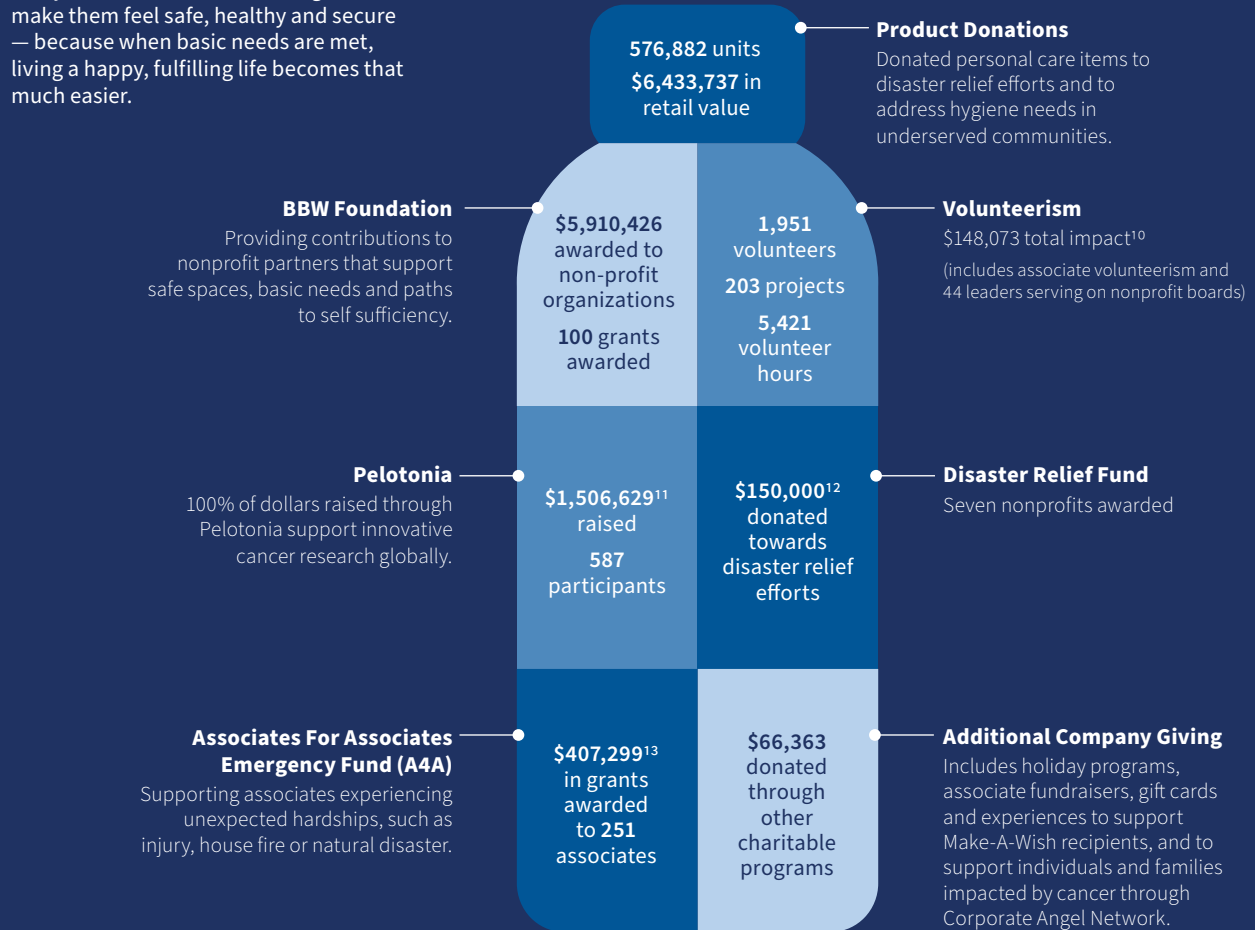 make them feel safe, healthy and secure
— because when basic needs are met,
living a happy, fulfilling life becomes that
much easier.
576,882 units
$6,433,737 in
retail value
Product Donations
Donated personal care items to
disaster relief efforts and to
address hygiene needs in
underserved communities.
BBW Foundation
Providing contributions to
nonprofit partners that support
safe spaces, basic needs and paths
to self sufficiency.
$5,910,426
awarded to
non-profit
organizations
100 grants
awarded
1,951
volunteers
203 projects
5,421
volunteer
hours
Volunteerism
$148,073 total impact¹⁰
(includes associate volunteerism and
44 leaders serving on nonprofit boards)
Pelotonia
100% of dollars raised through
Pelotonia support innovative
cancer research globally.
$1,506,629¹¹
raised
587
participants
$150,000¹²
donated
towards
disaster relief
efforts
Disaster Relief Fund
Seven nonprofits awarded
Associates For Associates
Emergency Fund (A4A)
Supporting associates experiencing
unexpected hardships, such as
injury, house fire or natural disaster.
$407,299¹³
in grants
awarded
to 251
associates
$66,363
donated
through
other
charitable
programs
Additional Company Giving
Includes holiday programs,
associate fundraisers, gift cards
and experiences to support
Make-A-Wish recipients, and to
support individuals and families
impacted by cancer through
Corporate Angel Network.